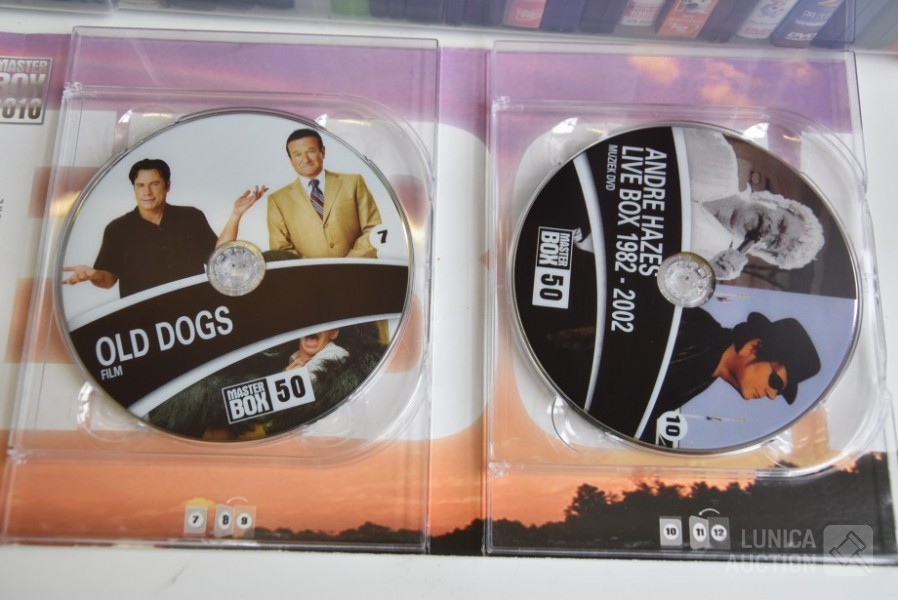 MASTER
BOX
2010
7
OLD DOGS
FILM
MASTER
BOX 50
ANDRE HAZES
LIVE BOX 1982 - 2002
MUZIEK DVD
MASTER
BOX 50
10
7 8 9
10 11 12
LUNICA
AUCTION